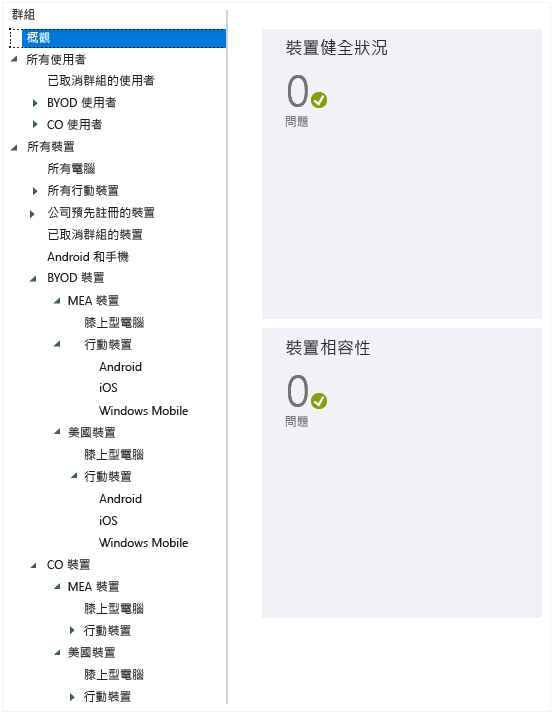 群組
概觀
所有使用者
已取消群組的使用者
BYOD 使用者
CO 使用者
所有裝置
所有電腦
所有行動裝置
公司預先註冊的裝置
已取消群組的裝置
Android 和手機
BYOD 裝置
MEA 裝置
膝上型電腦
行動裝置
Android
iOS
Windows Mobile
美國裝置
膝上型電腦
行動裝置
Android
iOS
Windows Mobile
CO 裝置
MEA 裝置
膝上型電腦
行動裝置
美國裝置
膝上型電腦
行動裝置
裝置健全狀況
0
問題
裝置相容性
0
問題